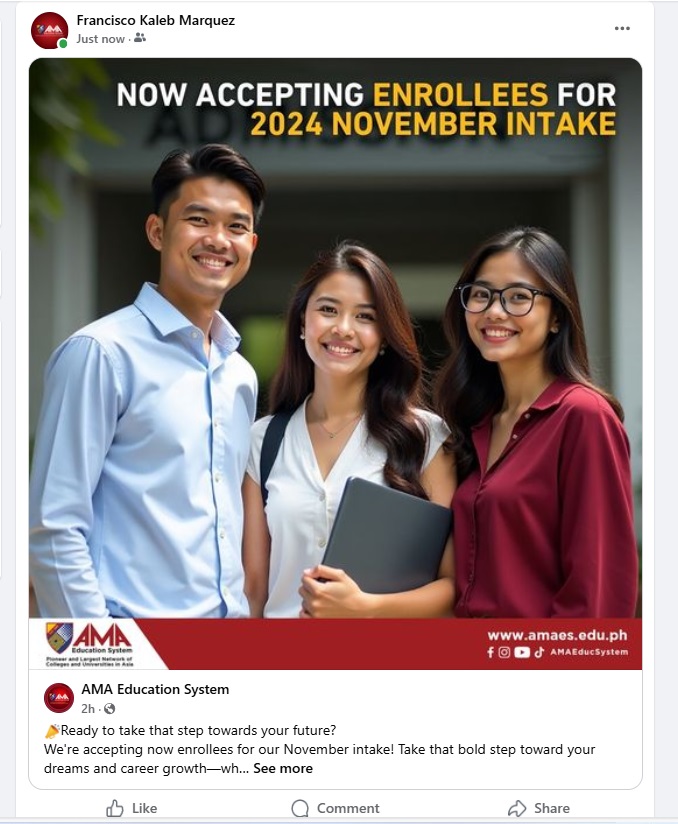 Francisco Kaleb Marquez
Just now ·
NOW ACCEPTING ENROLLEES FOR
2024 NOVEMBER INTAKE
AMA
Education System
Pioneer and Largest Network of
Colleges and Universities in Asia
www.amaes.edu.ph
AMAEducSystem
AMA Education System
2h ·
🎉Ready to take that step towards your future?
We're accepting now enrollees for our November intake! Take that bold step toward your
dreams and career growth—wh... See more
Like
Comment
Share